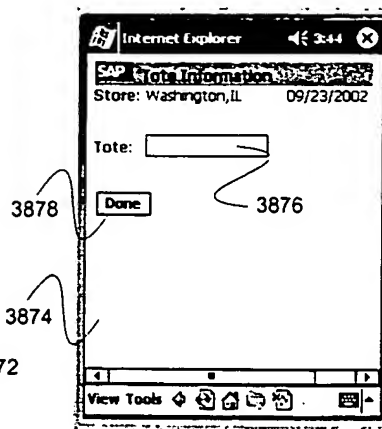 Internet Explorer 3:44
SAP Tote Information
Store: Washington,IL 09/23/2002
Tote:
3876
3878
Done
3874
72
View Tools